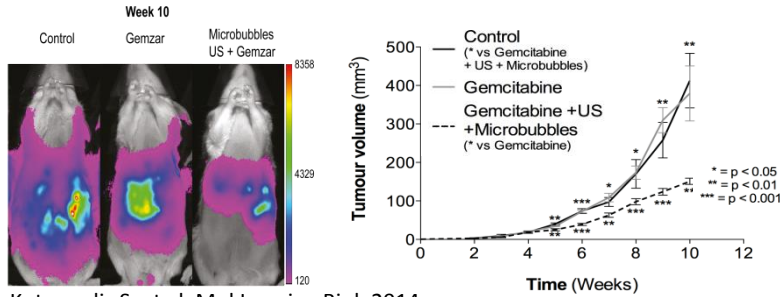 Week 10
Control
Gemzar
Microbubbles
US + Gemzar
8358
4329
120
Control
(* vs Gemcitabine
+ US + Microbubbles)
Gemcitabine
Gemcitabine +US
+Microbubbles
(* vs Gemcitabine)
Tumour volume (mm³)
500
400
300
200
100
0
** *** * * ** **
** *** ** *** *** **
* = p < 0.05
** = p < 0.01
*** = p < 0.001
0 2 4 6 8 10 12
Time (Weeks)